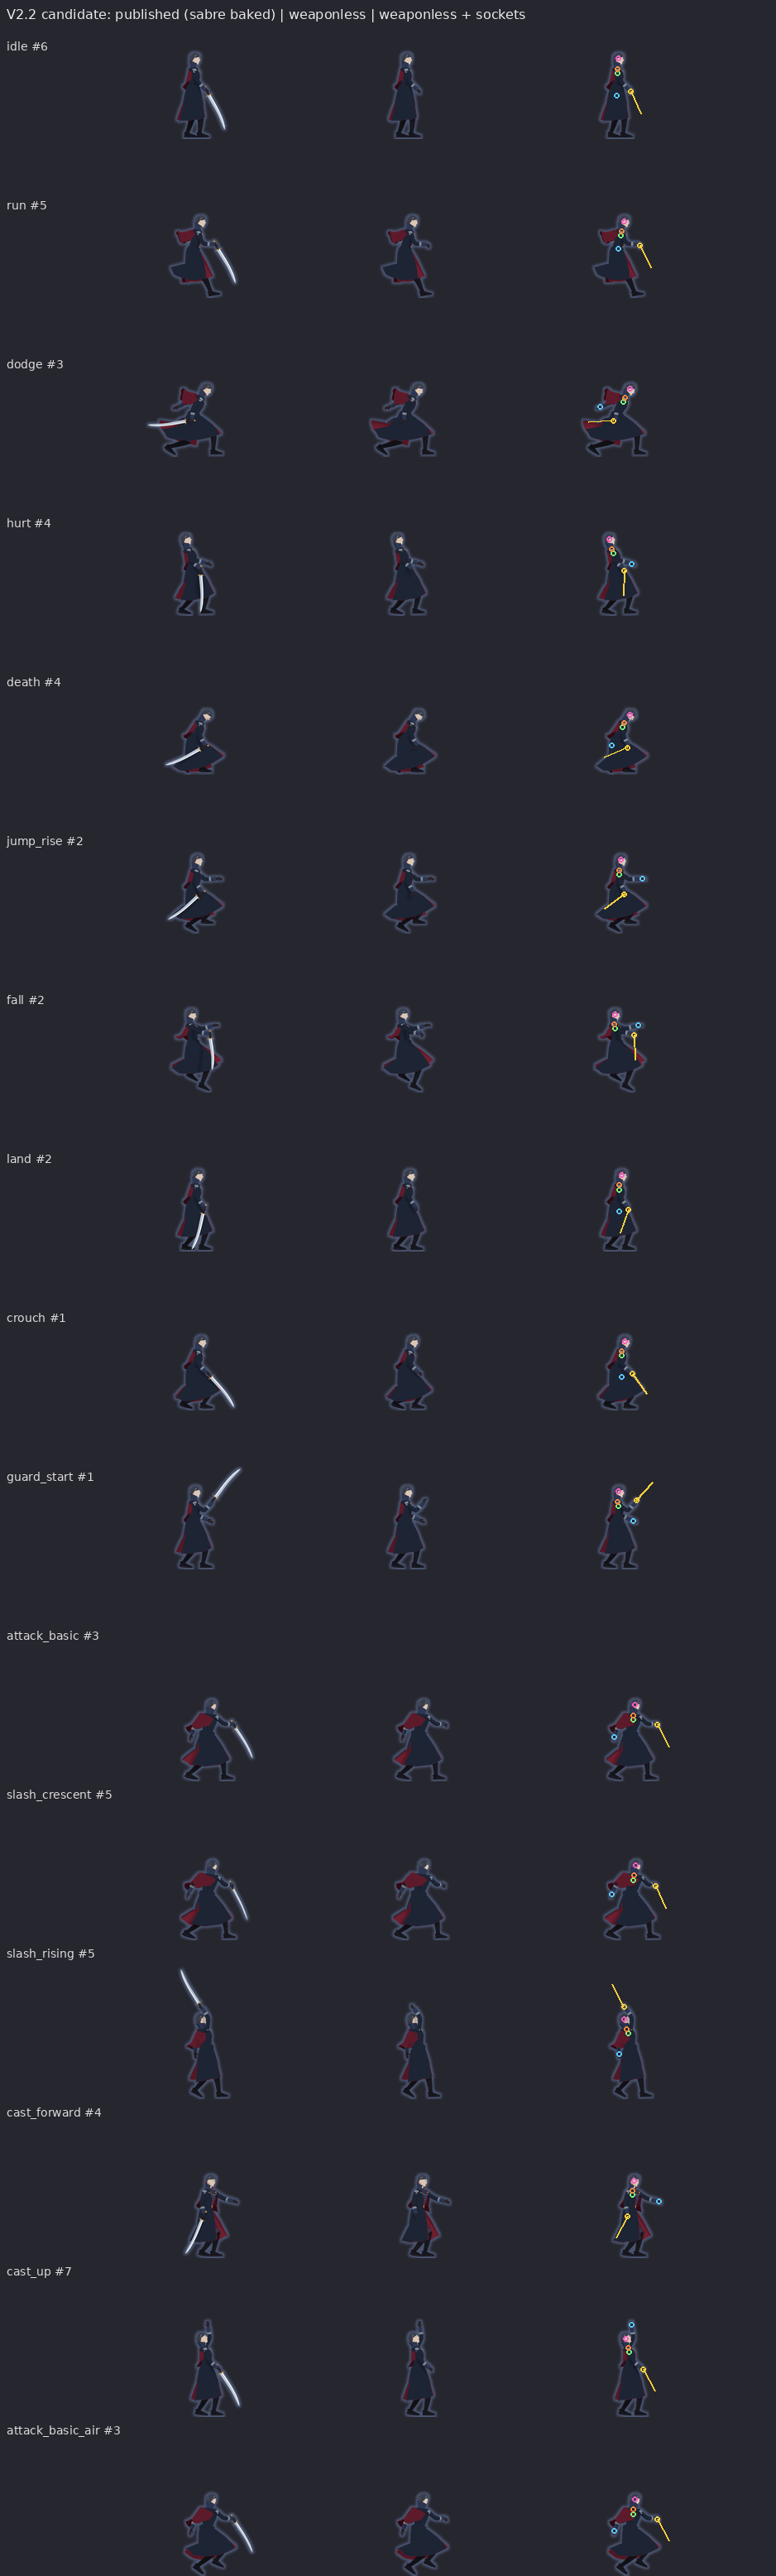 V2.2 candidate: published (sabre baked) | weaponless | weaponless + sockets
idle #6
run #5
dodge #3
hurt #4
death #4
jump_rise #2
fall #2
land #2
crouch #1
guard_start #1
attack_basic #3
slash_crescent #5
slash_rising #5
cast_forward #4
cast_up #7
attack_basic_air #3